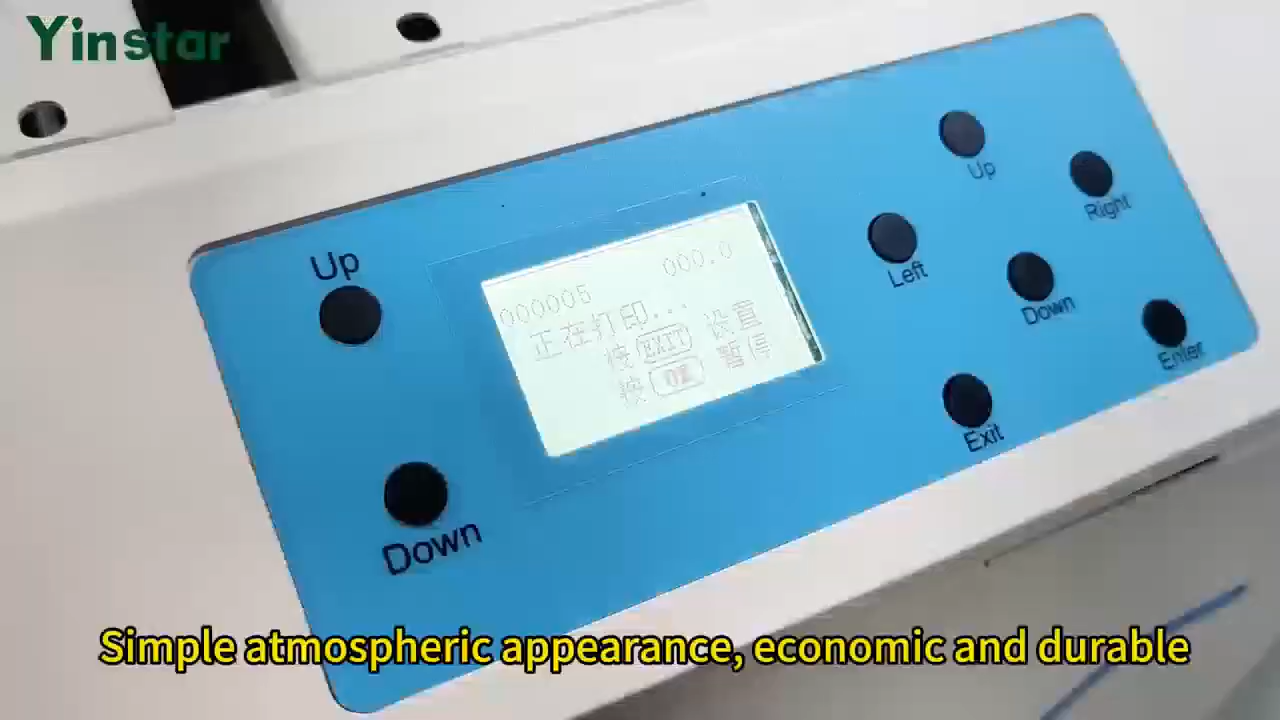 Yinstar
Up
000005 000.0
正在打印...
按 EXIT 设置
按 OK 暂停
Down
Up
Right
Left
Down
Enter
Exit
Simple atmospheric appearance, economic and durable